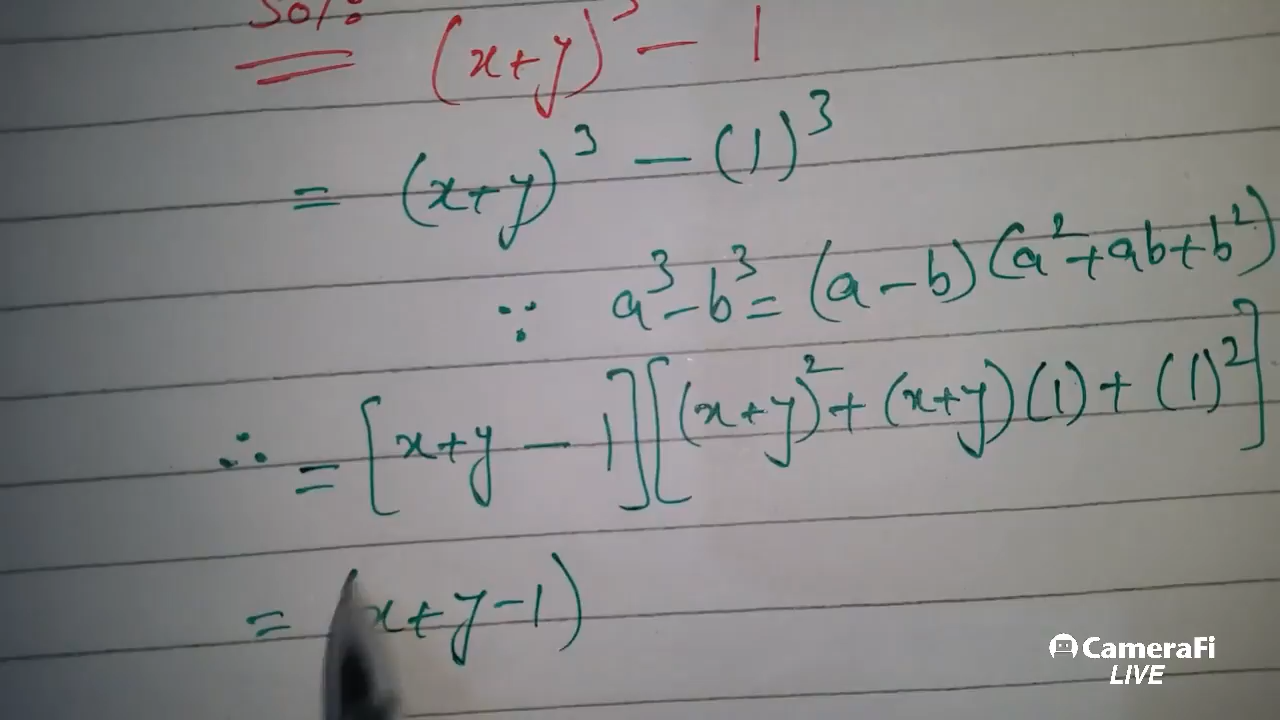 Sol:
(x+y)³ - 1
= (x+y)³ - (1)³
∵ a³-b³ = (a-b)(a²+ab+b²)
∴ = [x+y-1][(x+y)²+(x+y)(1)+(1)²]
= (x+y-1)
CameraFi
LIVE